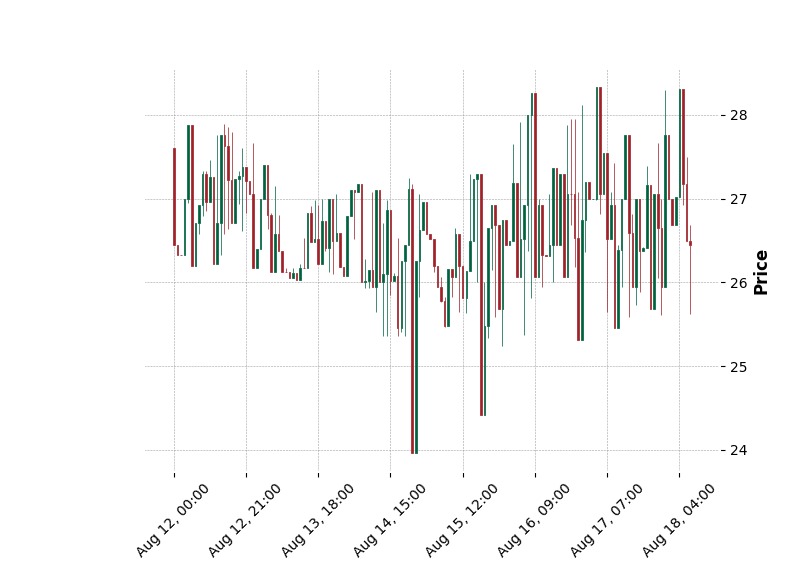 28
27
26
25
24
Price
Aug 12, 00:00
Aug 12, 21:00
Aug 13, 18:00
Aug 14, 15:00
Aug 15, 12:00
Aug 16, 09:00
Aug 17, 07:00
Aug 18, 04:00